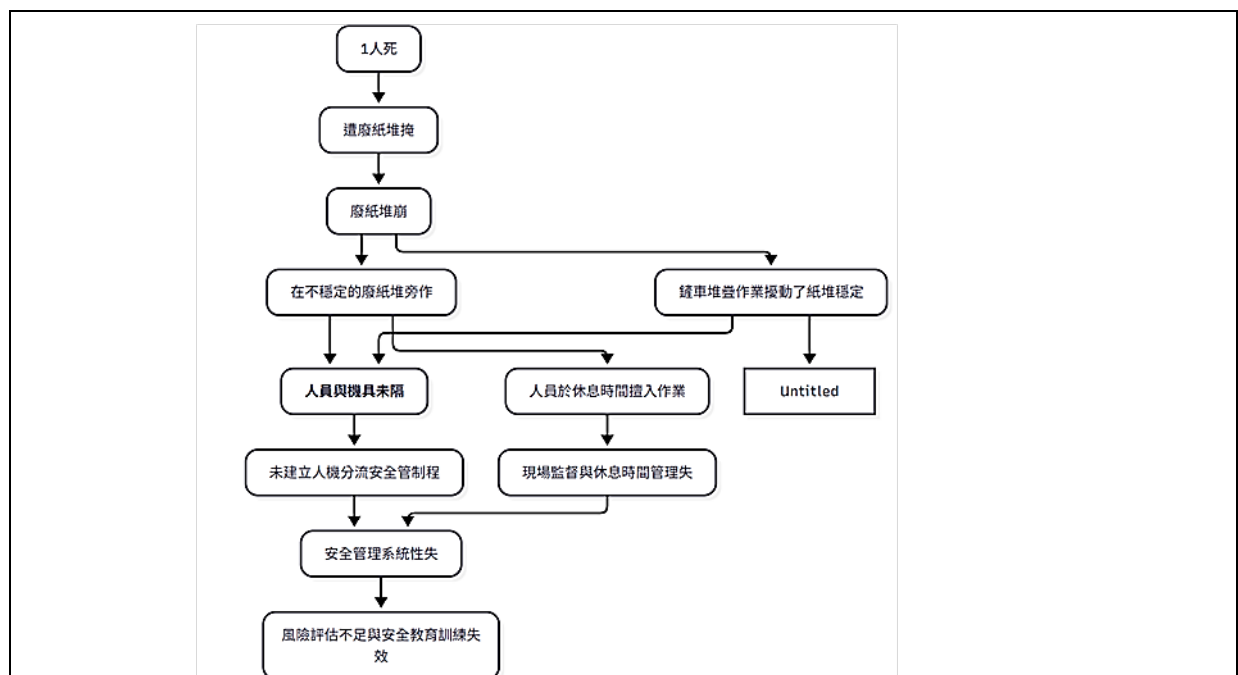 1人死
遭廢紙堆掩
廢紙堆崩
在不穩定的廢紙堆旁作
鏟車堆疊作業擾動了紙堆穩定
人員與機具未隔
人員於休息時間擅入作業
Untitled
未建立人機分流安全管制程
現場監督與休息時間管理失
安全管理系統性失
風險評估不足與安全教育訓練失
效